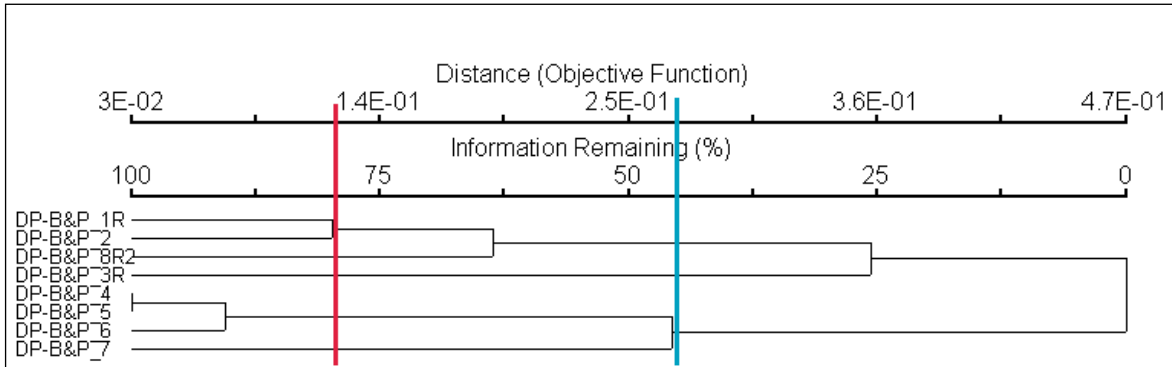 Distance (Objective Function)
3E-02 1.4E-01 2.5E-01 3.6E-01 4.7E-01
Information Remaining (%)
100 75 50 25 0
DP-B&P_1R
DP-B&P_2
DP-B&P_8R2
DP-B&P_3R
DP-B&P_4
DP-B&P_5
DP-B&P_6
DP-B&P_7